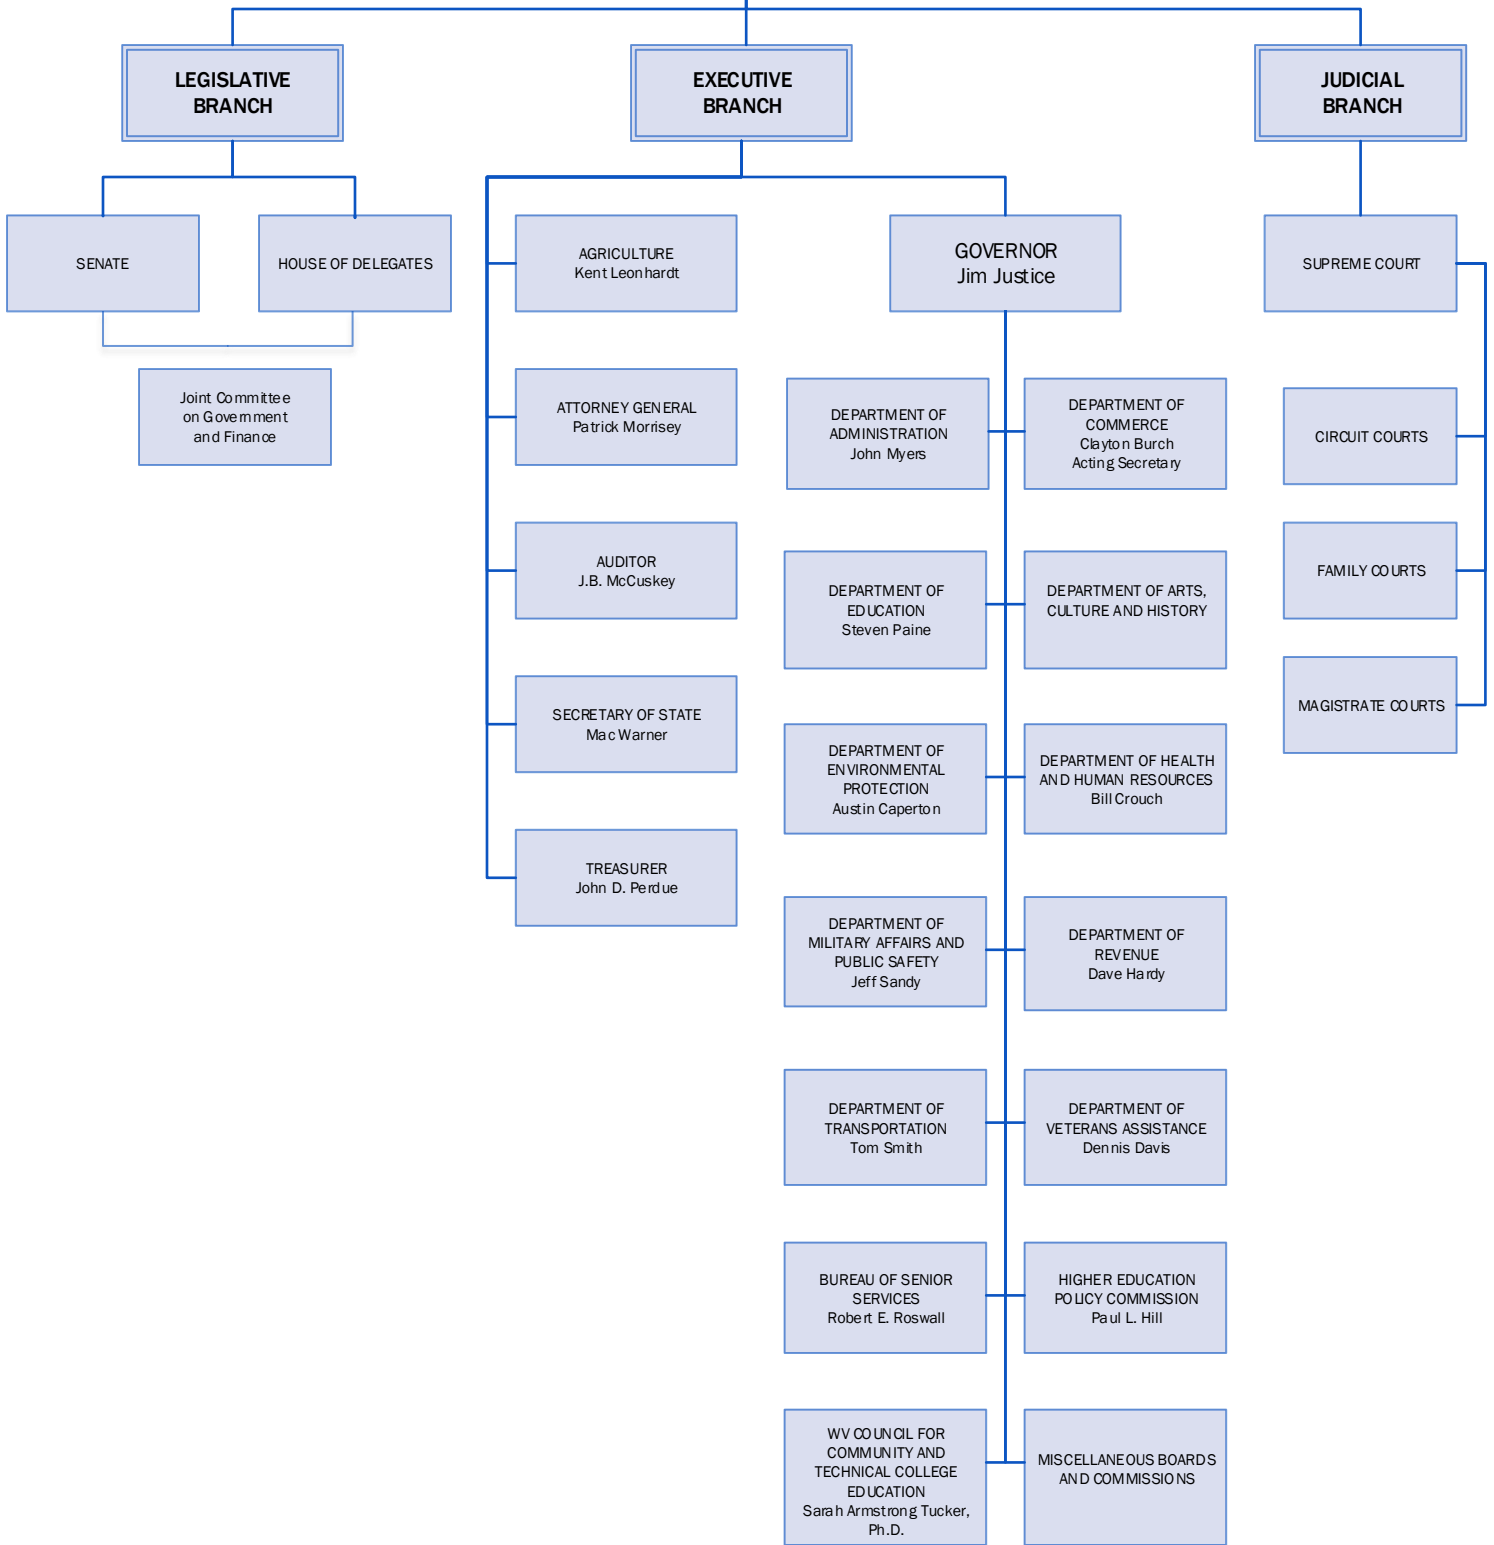 LEGISLATIVE
BRANCH
EXECUTIVE
BRANCH
JUDICIAL
BRANCH
SENATE
HOUSE OF DELEGATES
Joint Committee
on Government
and Finance
AGRICULTURE
Kent Leonhardt
ATTORNEY GENERAL
Patrick Morrisey
AUDITOR
J.B. McCuskey
SECRETARY OF STATE
Mac Warner
TREASURER
John D. Perdue
GOVERNOR
Jim Justice
DEPARTMENT OF
ADMINISTRATION
John Myers
DEPARTMENT OF
COMMERCE
Clayton Burch
Acting Secretary
DEPARTMENT OF
EDUCATION
Steven Paine
DEPARTMENT OF ARTS,
CULTURE AND HISTORY
DEPARTMENT OF
ENVIRONMENTAL
PROTECTION
Austin Caperton
DEPARTMENT OF HEALTH
AND HUMAN RESOURCES
Bill Crouch
DEPARTMENT OF
MILITARY AFFAIRS AND
PUBLIC SAFETY
Jeff Sandy
DEPARTMENT OF
REVENUE
Dave Hardy
DEPARTMENT OF
TRANSPORTATION
Tom Smith
DEPARTMENT OF
VETERANS ASSISTANCE
Dennis Davis
BUREAU OF SENIOR
SERVICES
Robert E. Roswall
HIGHER EDUCATION
POLICY COMMISSION
Paul L. Hill
WV COUNCIL FOR
COMMUNITY AND
TECHNICAL COLLEGE
EDUCATION
Sarah Armstrong Tucker,
Ph.D.
MISCELLANEOUS BOARDS
AND COMMISSIONS
SUPREME COURT
CIRCUIT COURTS
FAMILY COURTS
MAGISTRATE COURTS